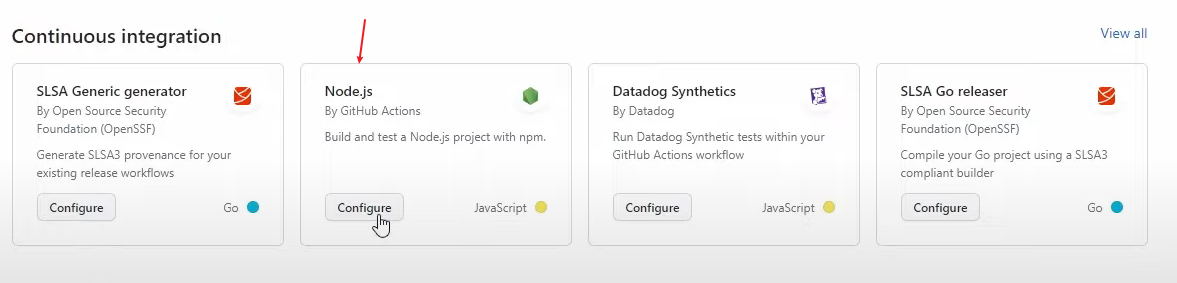 Continuous integration
View all
SLSA Generic generator
By Open Source Security
Foundation (OpenSSF)
Generate SLSA3 provenance for your
existing release workflows
Configure
Go
Node.js
By GitHub Actions
Build and test a Node.js project with npm.
Configure
JavaScript
Datadog Synthetics
By Datadog
Run Datadog Synthetic tests within your
GitHub Actions workflow
Configure
JavaScript
SLSA Go releaser
By Open Source Security
Foundation (OpenSSF)
Compile your Go project using a SLSA3
compliant builder
Configure
Go